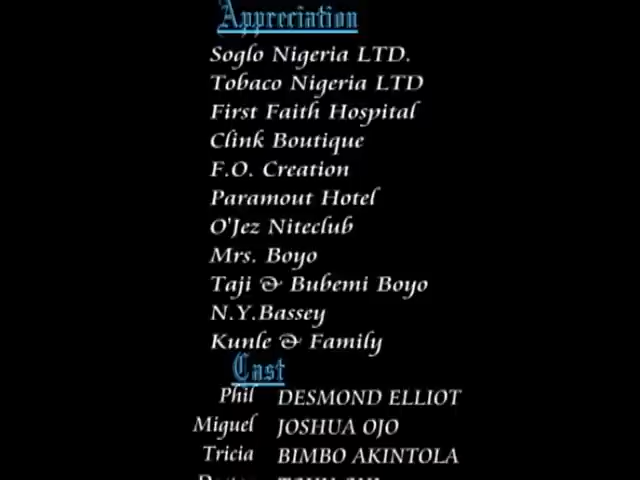 Appreciation
Soglo Nigeria LTD.
Tobaco Nigeria LTD
First Faith Hospital
Clink Boutique
F.O. Creation
Paramout Hotel
O'Jez Niteclub
Mrs. Boyo
Taji & Bubemi Boyo
N.Y.Bassey
Kunle & Family
Cast
Phil DESMOND ELLIOT
Miguel JOSHUA OJO
Tricia BIMBO AKINTOLA